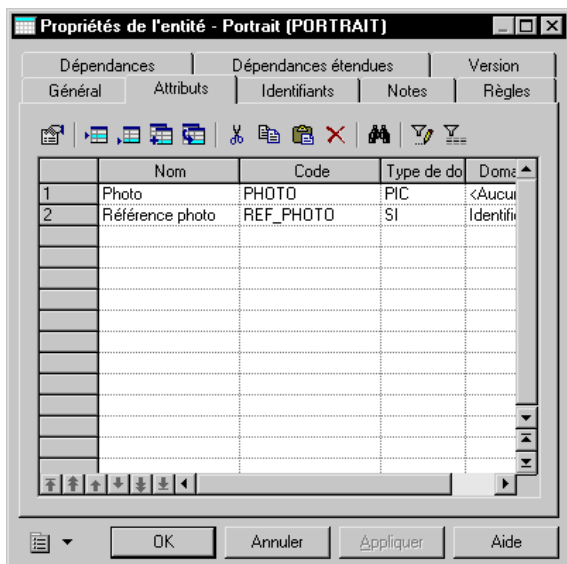 Propriétés de l'entité - Portrait (PORTRAIT)
Dépendances Dépendances étendues Version
Général Attributs Identifiants Notes Règles
Nom Code Type de do Doma
1 Photo PHOTO PIC <Aucu
2 Référence photo REF_PHOTO SI Identifi
OK Annuler Appliquer Aide